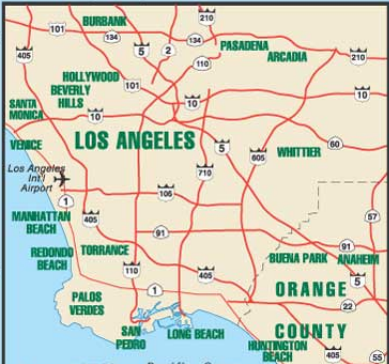 BURBANK
210
101
134
134
5
2
PASADENA
405
110
ARCADIA
210
HOLLYWOOD
101
BEVERLY
HILLS
10
10
SANTA
MONICA
10
LOS ANGELES
VENICE
5
60
WHITTIER
605
710
Los Angeles
Int'l
Airport
1
105
MANHATTAN
BEACH
405
57
91
91
REDONDO
BEACH
TORRANCE
BUENA PARK
ANAHEIM
110
405
5
PALOS
VERDES
1
ORANGE
22
SAN
PEDRO
LONG BEACH
COUNTY
HUNTINGTON
BEACH
405
55